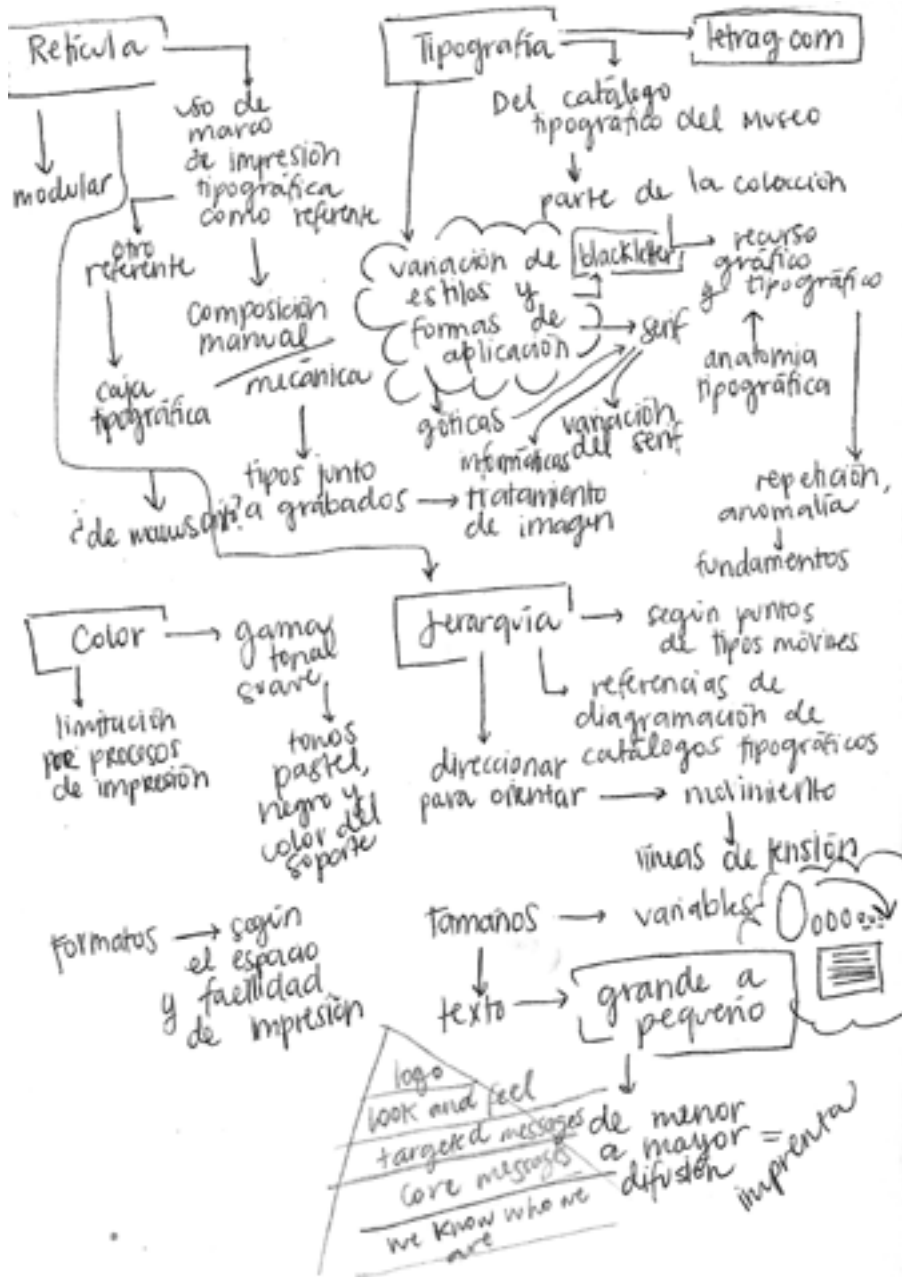 Retícula
modular
uso de
marco
de impresión
tipográfica
como referente
otro
referente
caja
tipográfica
composición
manual
mecánica
tipos junto
a grabados
tratamiento
de imagen
Tipografía
letrag.com
Del catálogo
tipográfico del Museo
parte de la colección
blackletter
recurso
gráfico
y tipográfico
anatomia
tipográfica
repetición,
anomalía
fundamentos
variación de
estilos y
formas de
aplicación
serif
góticas
informáticas
variación
del serif
Color
gama
tonal
suave
tonos
pastel,
negro y
color del
soporte
limitación
por procesos
de impresión
Jerarquía
según puntos
de tipos móviles
referencias de
diagramación de
catálogos tipográficos
direccionar
para orientar
movimiento
líneas de tensión
Formatos
según
el espacio
y facilidad
de impresión
Tamaños
variables
texto
grande a
pequeño
de menor
a mayor
difusión
=
imprenta
logo
look and feel
targeted messages
core messages
we know who we
are